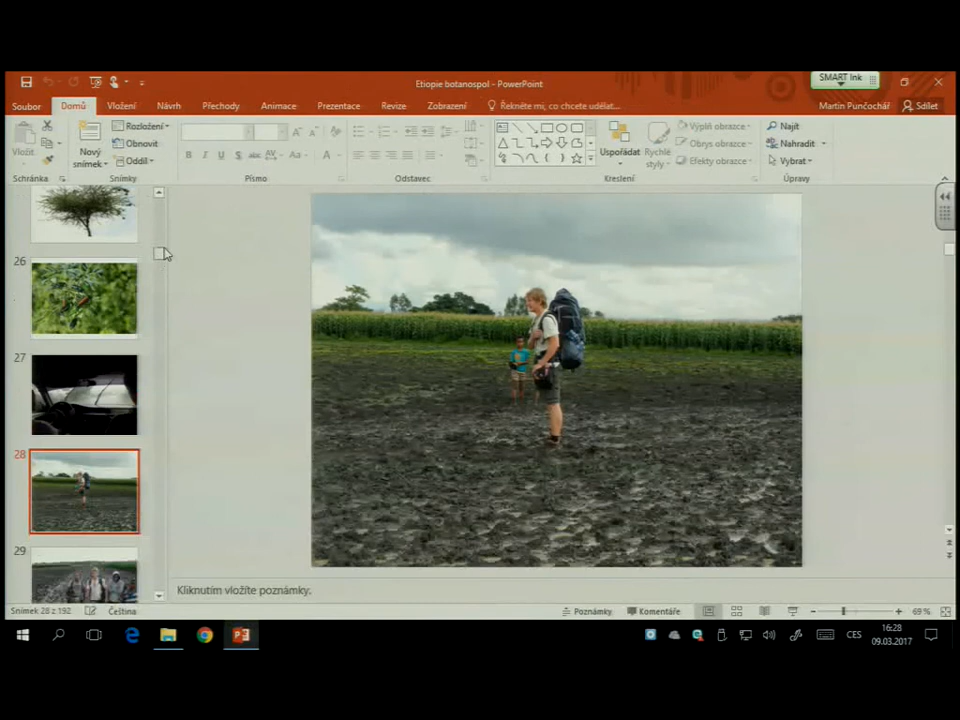 Etiopie botanospol - PowerPoint
SMART Ink
Soubor Domů Vložení Návrh Přechody Animace Prezentace Revize Zobrazení Řekněte mi, co chcete udělat... Martin Punčochář Sdílet
Vložit
Nový snímek
Rozložení
Obnovit
Oddíl
B I U S abc AV Aa A
Uspořádat
Rychlé styly
Výplň obrazce
Obrys obrazce
Efekty obrazce
Najít
Nahradit
Vybrat
Schránka Snímky Písmo Odstavec Kreslení Úpravy
26
27
28
29
Kliknutím vložíte poznámky.
Snímek 28 z 192 Čeština Poznámky Komentáře 69 %
CES
16:28
09.03.2017